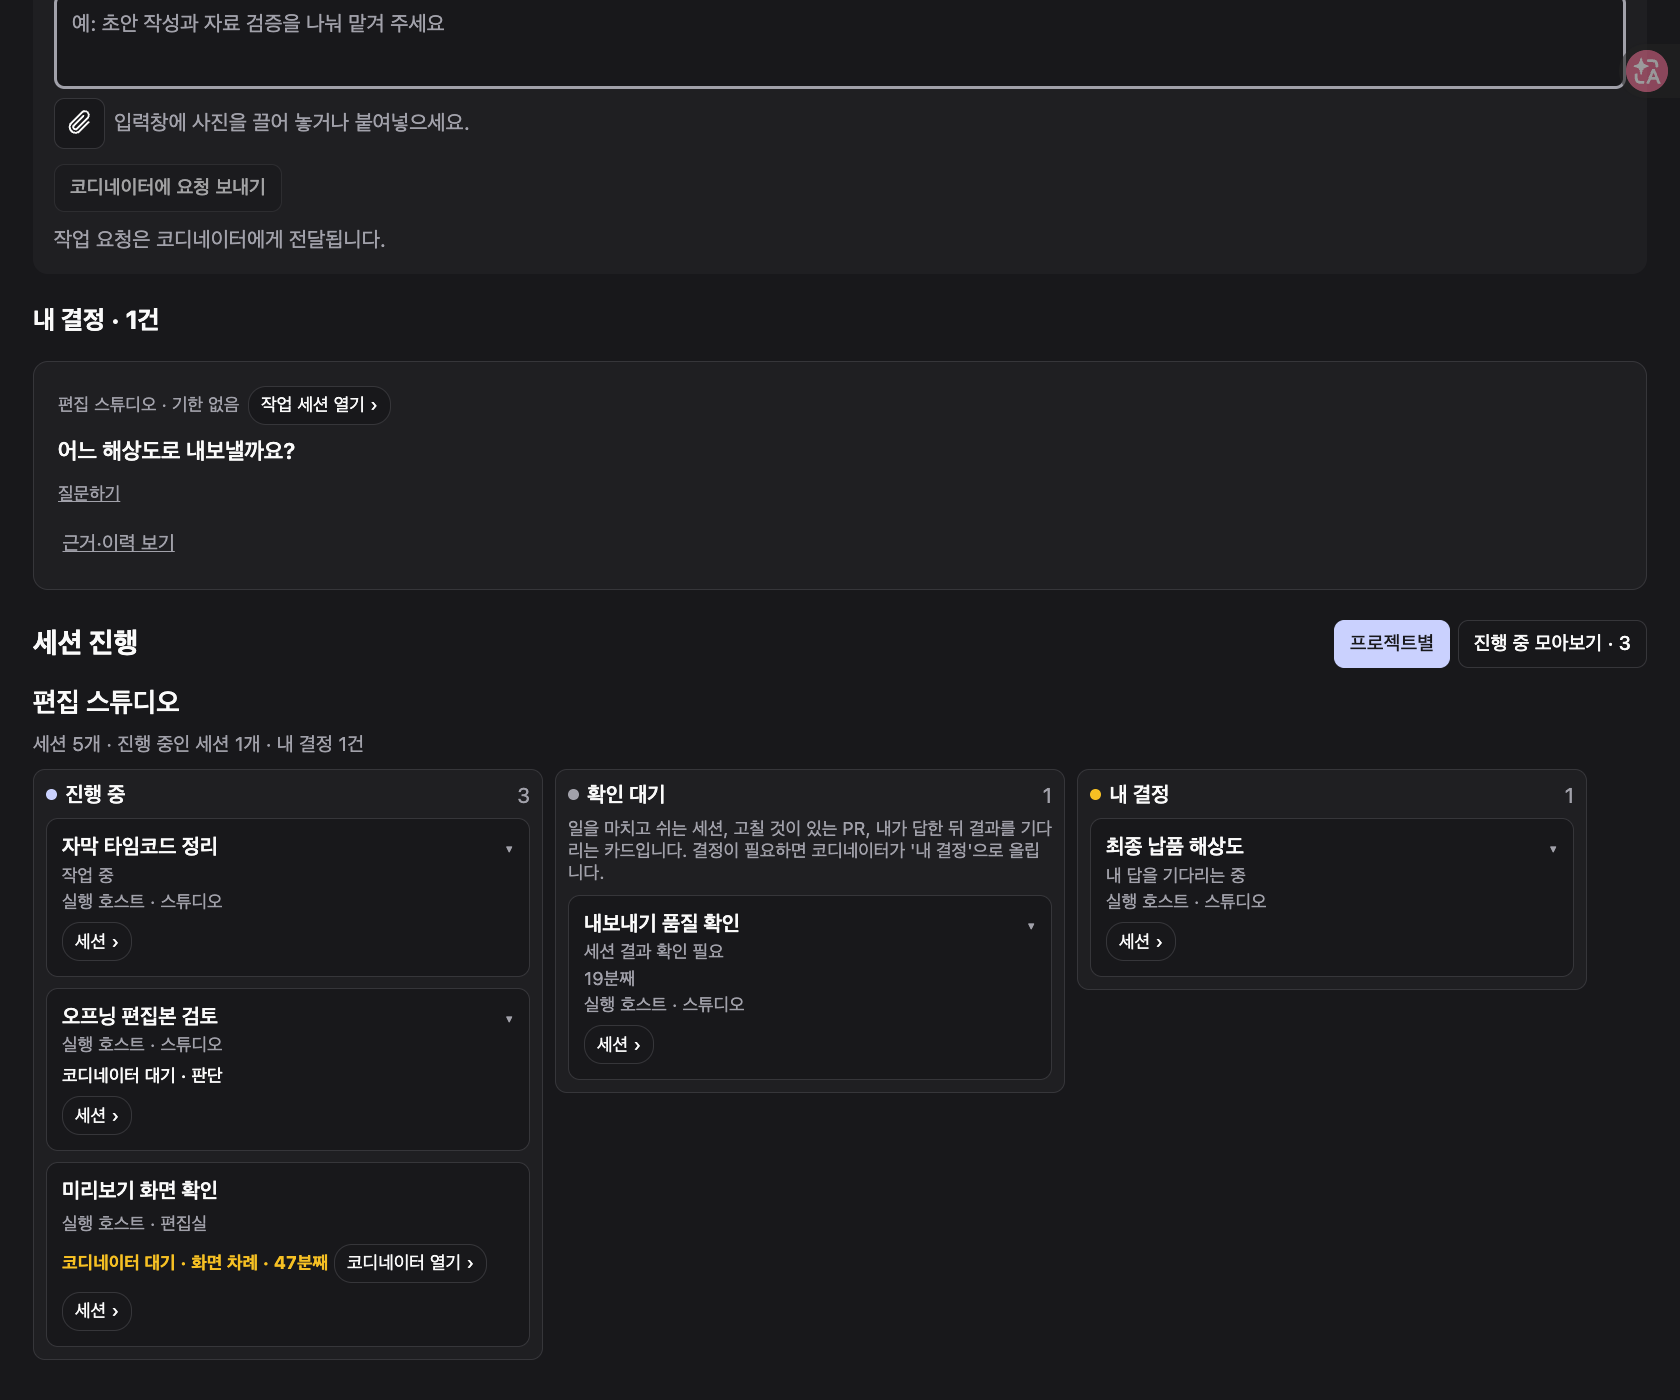 예: 초안 작성과 자료 검증을 나눠 맡겨 주세요
입력창에 사진을 끌어 놓거나 붙여넣으세요.
코디네이터에 요청 보내기
작업 요청은 코디네이터에게 전달됩니다.
내 결정 · 1건
편집 스튜디오 · 기한 없음 작업 세션 열기 ›
어느 해상도로 내보낼까요?
질문하기
근거·이력 보기
세션 진행
프로젝트별 진행 중 모아보기 · 3
편집 스튜디오
세션 5개 · 진행 중인 세션 1개 · 내 결정 1건
진행 중 3
자막 타임코드 정리
작업 중
실행 호스트 · 스튜디오
세션 ›
오프닝 편집본 검토
실행 호스트 · 스튜디오
코디네이터 대기 · 판단
세션 ›
미리보기 화면 확인
실행 호스트 · 편집실
코디네이터 대기 · 화면 차례 · 47분째 코디네이터 열기 ›
세션 ›
확인 대기 1
일을 마치고 쉬는 세션, 고칠 것이 있는 PR, 내가 답한 뒤 결과를 기다
리는 카드입니다. 결정이 필요하면 코디네이터가 '내 결정'으로 올립
니다.
내보내기 품질 확인
세션 결과 확인 필요
19분째
실행 호스트 · 스튜디오
세션 ›
내 결정 1
최종 납품 해상도
내 답을 기다리는 중
실행 호스트 · 스튜디오
세션 ›